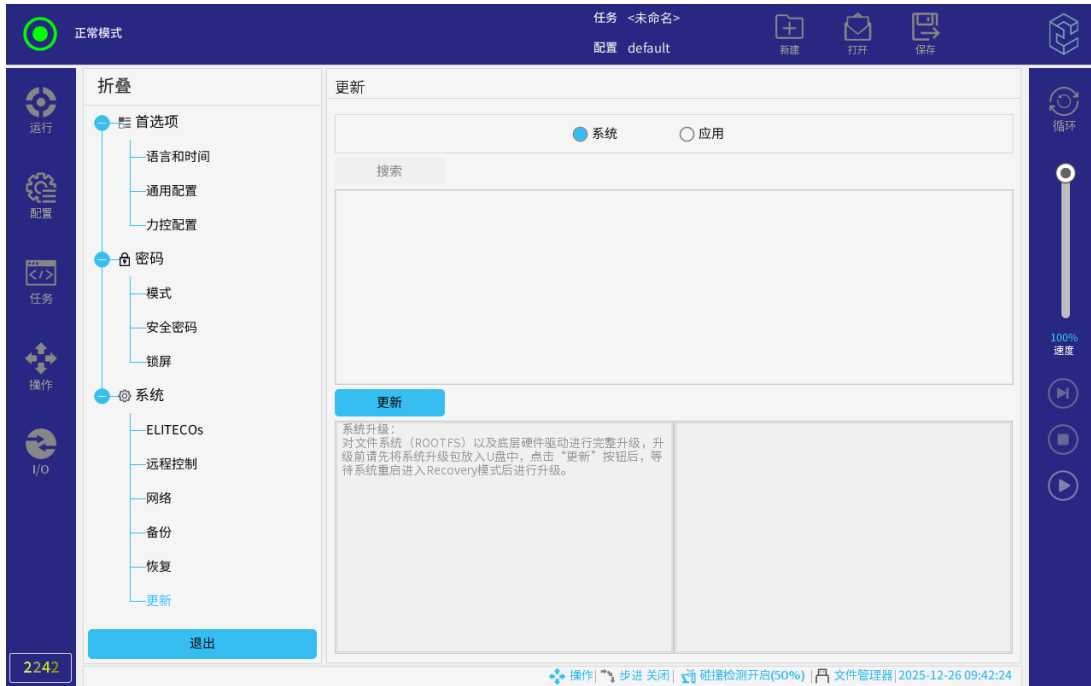 正常模式
任务 <未命名>
配置 default
新建
打开
保存
运行
配置
任务
操作
I/O
2242
折叠
首选项
语言和时间
通用配置
力控配置
密码
模式
安全密码
锁屏
系统
ELITECOs
远程控制
网络
备份
恢复
更新
退出
更新
系统
应用
搜索
更新
系统升级：
对文件系统（ROOTFS）以及底层硬件驱动进行完整升级，升
级前请先将系统升级包放入U盘中，点击“更新”按钮后，等
待系统重启进入Recovery模式后进行升级。
循环
100%
速度
操作| 步进 关闭| 碰撞检测开启(50%) | 文件管理器|2025-12-26 09:42:24